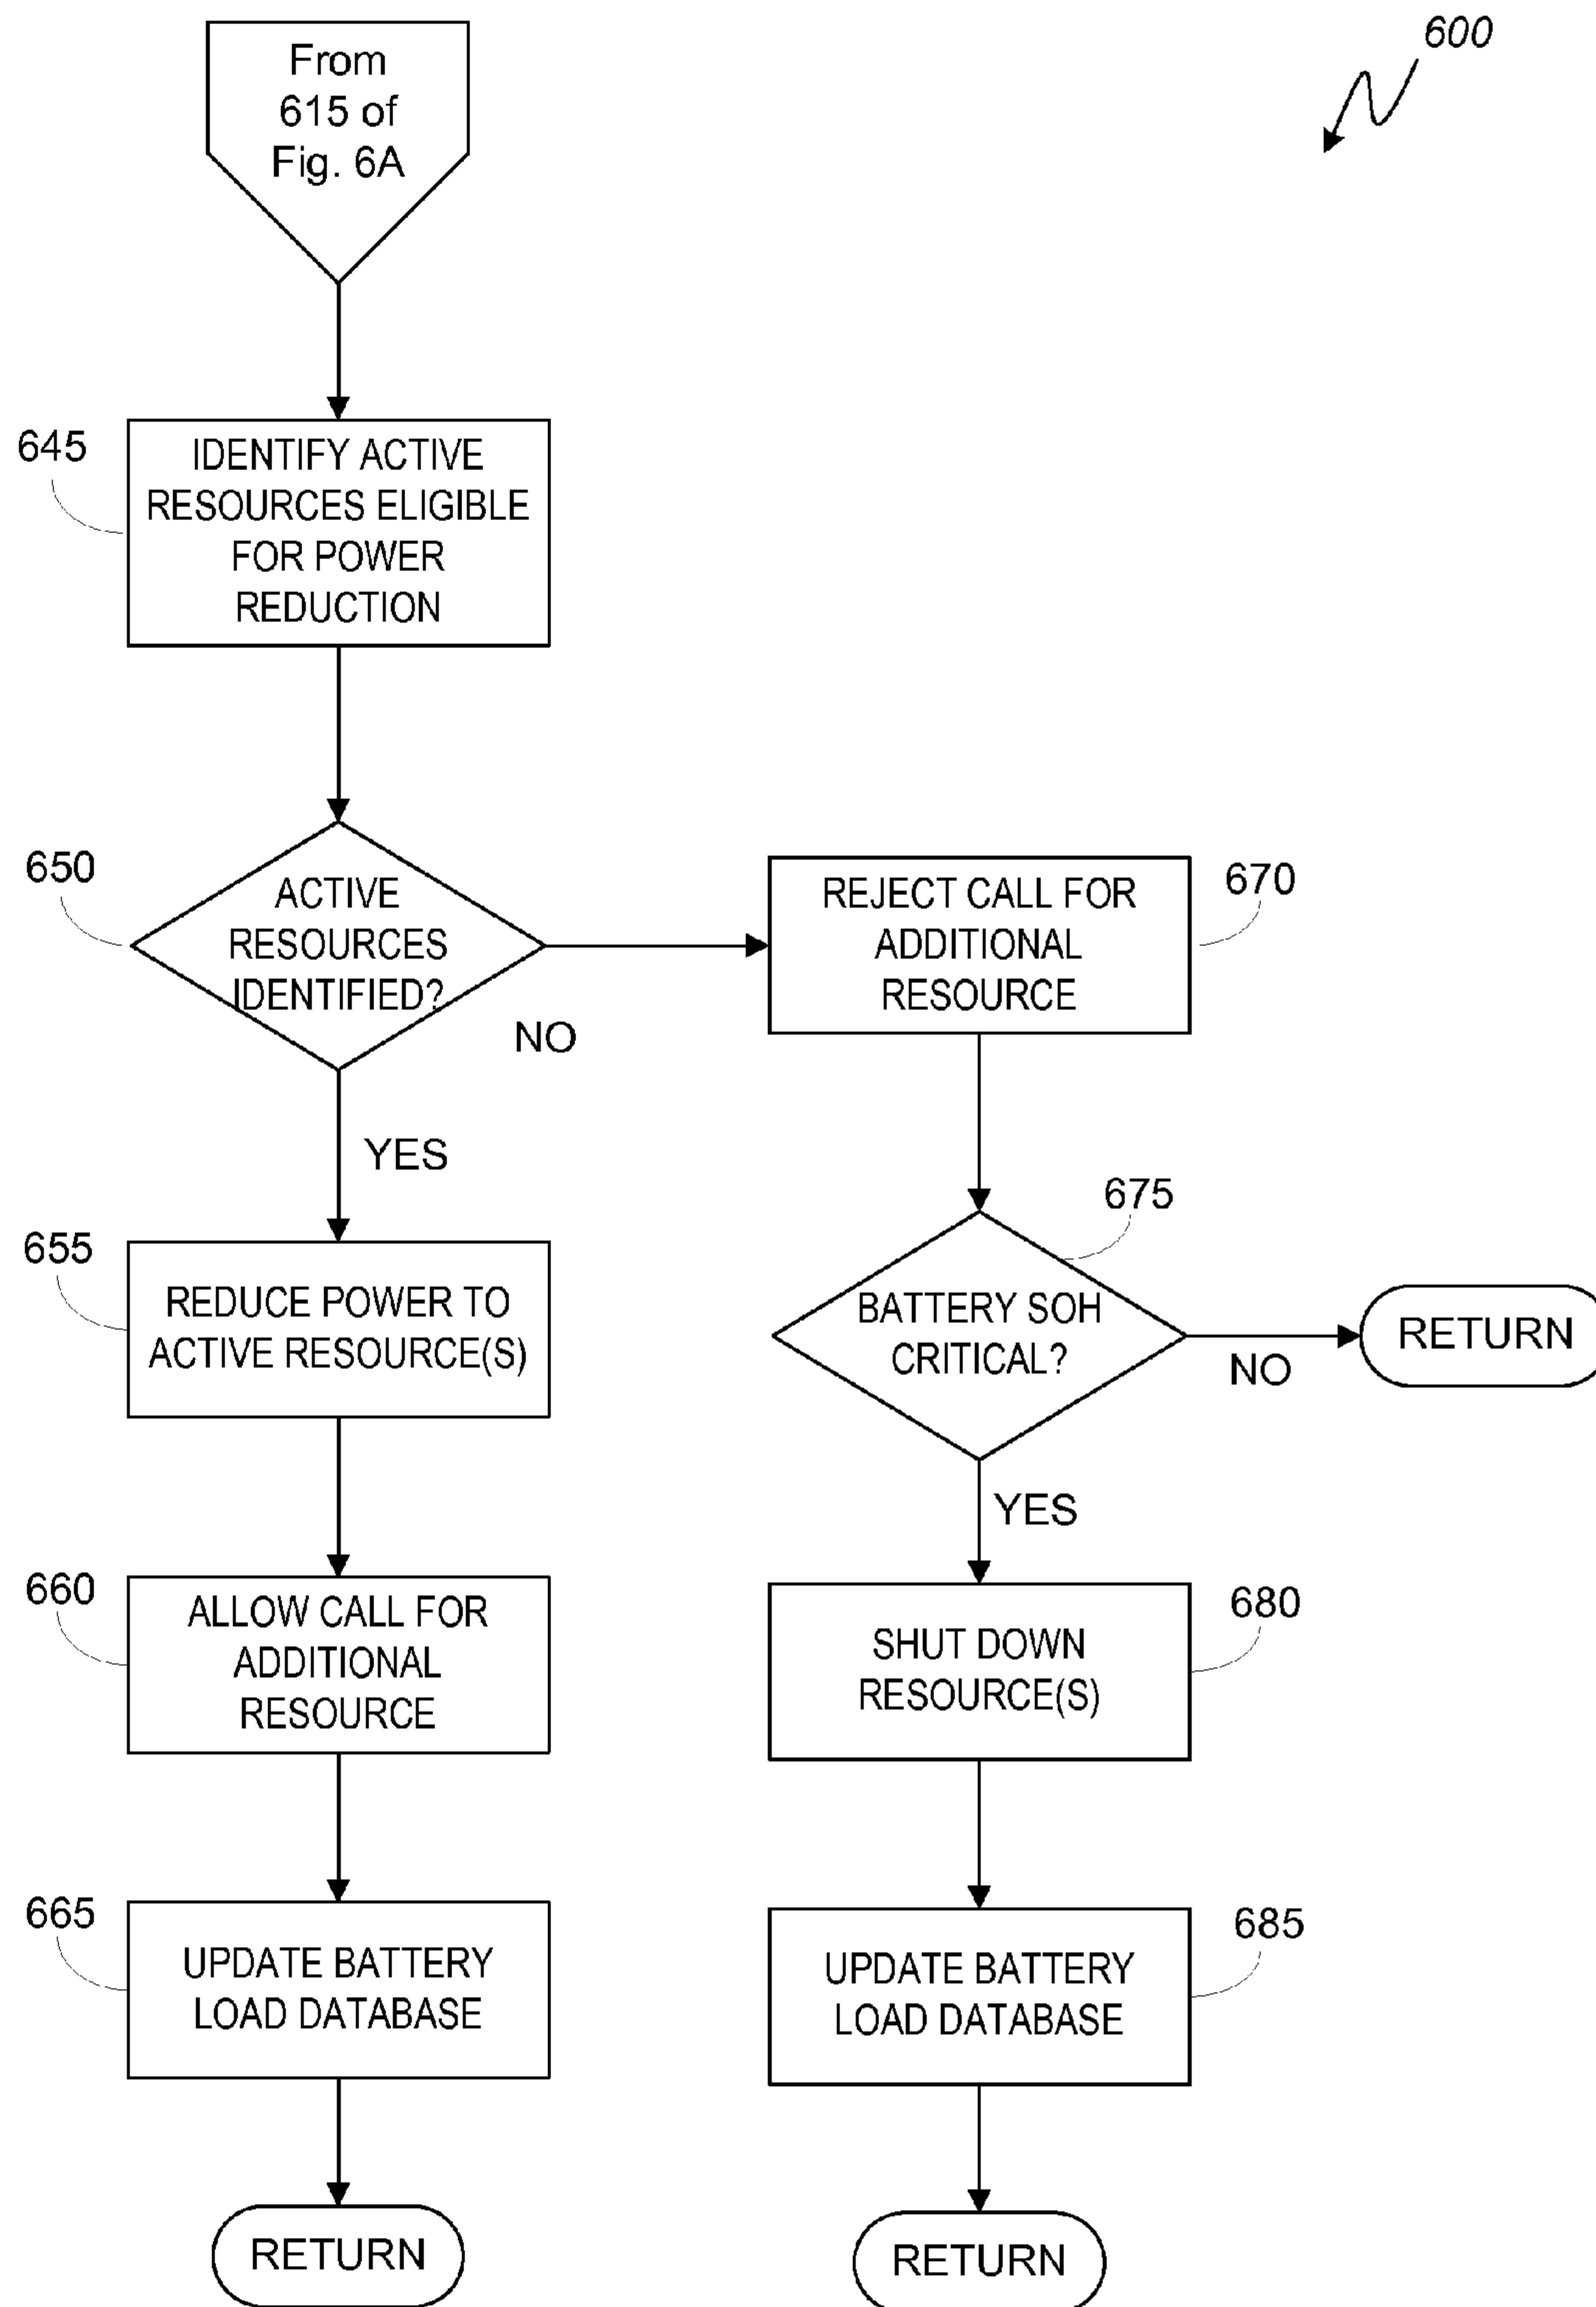 600
From
615 of
Fig. 6A
645
IDENTIFY ACTIVE
RESOURCES ELIGIBLE
FOR POWER
REDUCTION
650
ACTIVE
RESOURCES
IDENTIFIED?
NO
YES
670
REJECT CALL FOR
ADDITIONAL
RESOURCE
675
BATTERY SOH
CRITICAL?
NO
RETURN
YES
655
REDUCE POWER TO
ACTIVE RESOURCE(S)
660
ALLOW CALL FOR
ADDITIONAL
RESOURCE
680
SHUT DOWN
RESOURCE(S)
665
UPDATE BATTERY
LOAD DATABASE
685
UPDATE BATTERY
LOAD DATABASE
RETURN
RETURN